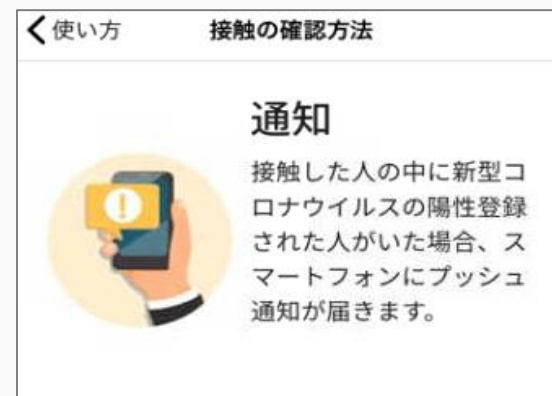 使い方
接触の確認方法
通知
接触した人の中に新型コ
ロナウイルスの陽性登録
された人がいた場合、ス
マートフォンにプッシュ
通知が届きます。